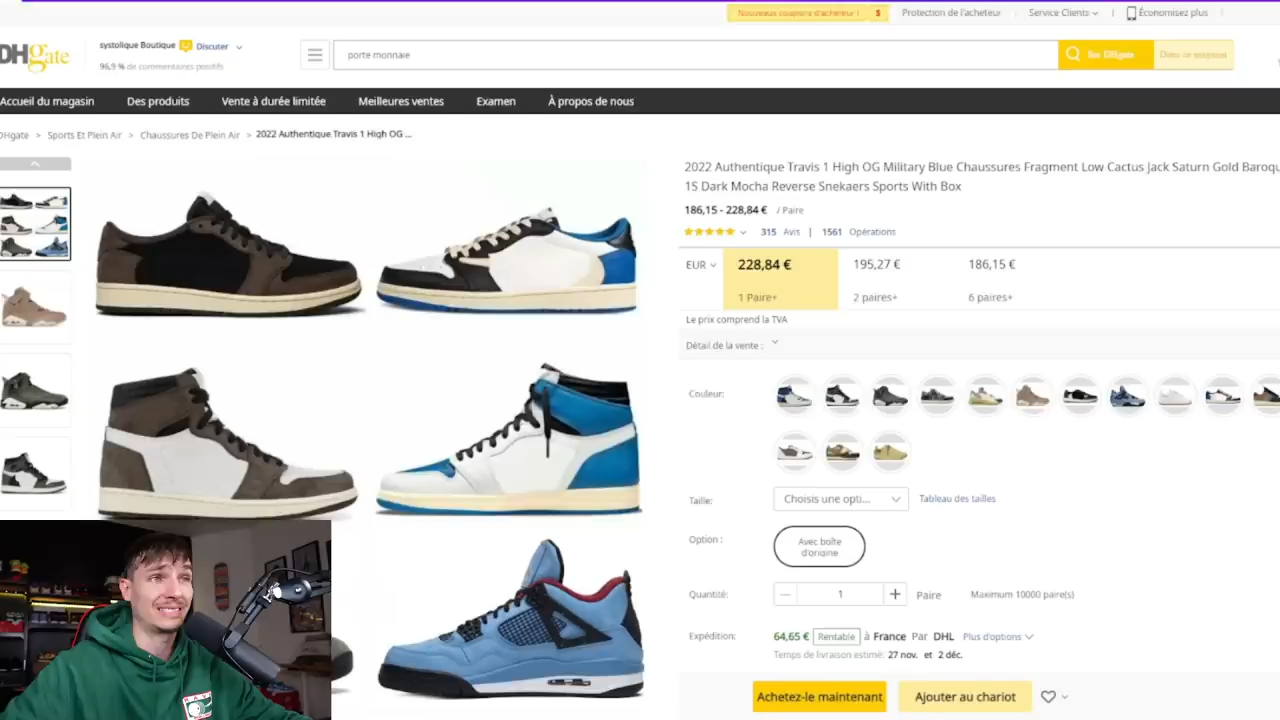 Nouveaux coupons d'acheteur ! $ Protection de l'acheteur Service Clients Économisez plus
DHgate
systolique Boutique Discuter
96,9 % de commentaires positifs
porte monnaie
Sur DHgate
Dans ce magasin
Accueil du magasin Des produits Vente à durée limitée Meilleures ventes Examen À propos de nous
DHgate > Sports Et Plein Air > Chaussures De Plein Air > 2022 Authentique Travis 1 High OG ...
2022 Authentique Travis 1 High OG Military Blue Chaussures Fragment Low Cactus Jack Saturn Gold Baroqu
1S Dark Mocha Reverse Snekaers Sports With Box
186,15 - 228,84 € / Paire
315 Avis | 1561 Opérations
EUR 228,84 € 195,27 € 186,15 €
1 Paire+ 2 paires+ 6 paires+
Le prix comprend la TVA
Détail de la vente :
Couleur:
Taille: Choisis une opti... Tableau des tailles
Option : Avec boîte
d'origine
Quantité: — 1 + Paire Maximum 10000 paire(s)
Expédition: 64,65 € Rentable à France Par DHL Plus d'options
Temps de livraison estimé: 27 nov. et 2 déc.
Achetez-le maintenant Ajouter au chariot